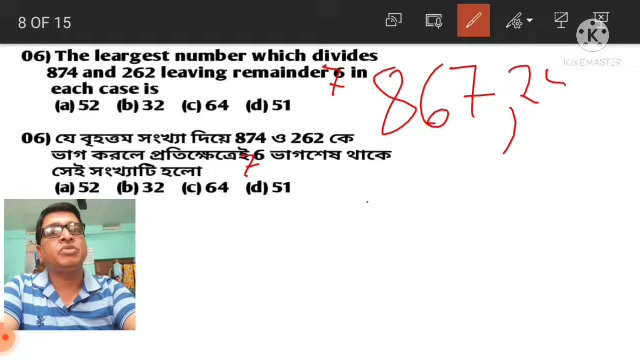 8 OF 15
KINEMASTER
06) The leargest number which divides
874 and 262 leaving remainder 6 in
7
each case is
(a) 52 (b) 32 (c) 64 (d) 51
867,
06) যে বৃহত্তম সংখ্যা দিয়ে 874 ও 262 কে
ভাগ করলে প্রতিক্ষেত্রেই 6 ভাগশেষ থাকে
7
সেই সংখ্যাটি হলো
(a) 52 (b) 32 (c) 64 (d) 51